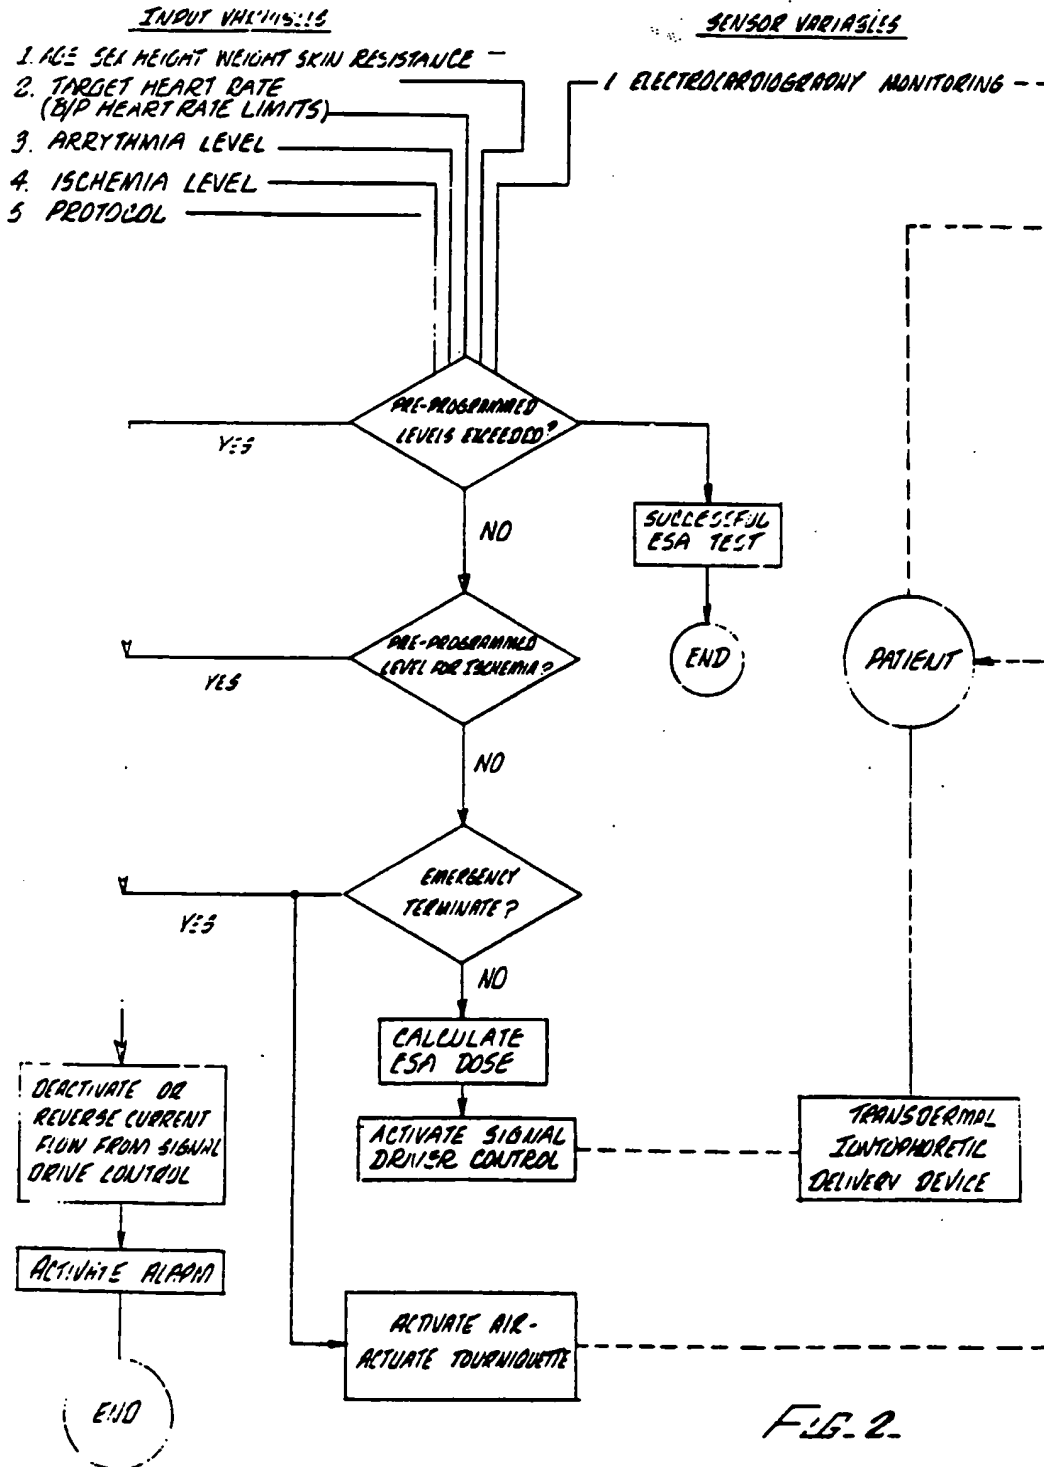 INPUT VARIABLES
SENSOR VARIABLES
1. AGE SEX HEIGHT WEIGHT SKIN RESISTANCE
2. TARGET HEART RATE
(B/P HEART RATE LIMITS)
3. ARRYTHMIA LEVEL
4. ISCHEMIA LEVEL
5 PROTOCOL
1 ELECTROCARDIOGRAPHY MONITORING
PRE-PROGRAMMED
LEVELS EXCEEDED?
YES
NO
SUCCESSFUL
ESA TEST
END
PRE-PROGRAMMED
LEVEL FOR ISCHEMIA?
YES
NO
PATIENT
EMERGENCY
TERMINATE?
YES
NO
CALCULATE
ESA DOSE
ACTIVATE SIGNAL
DRIVER CONTROL
TRANSDERMAL
IONTOPHORETIC
DELIVERY DEVICE
DEACTIVATE OR
REVERSE CURRENT
FLOW FROM SIGNAL
DRIVE CONTROL
ACTIVATE ALARM
END
ACTIVATE AIR-
ACTUATE TOURNIQUETTE
FIG. 2.